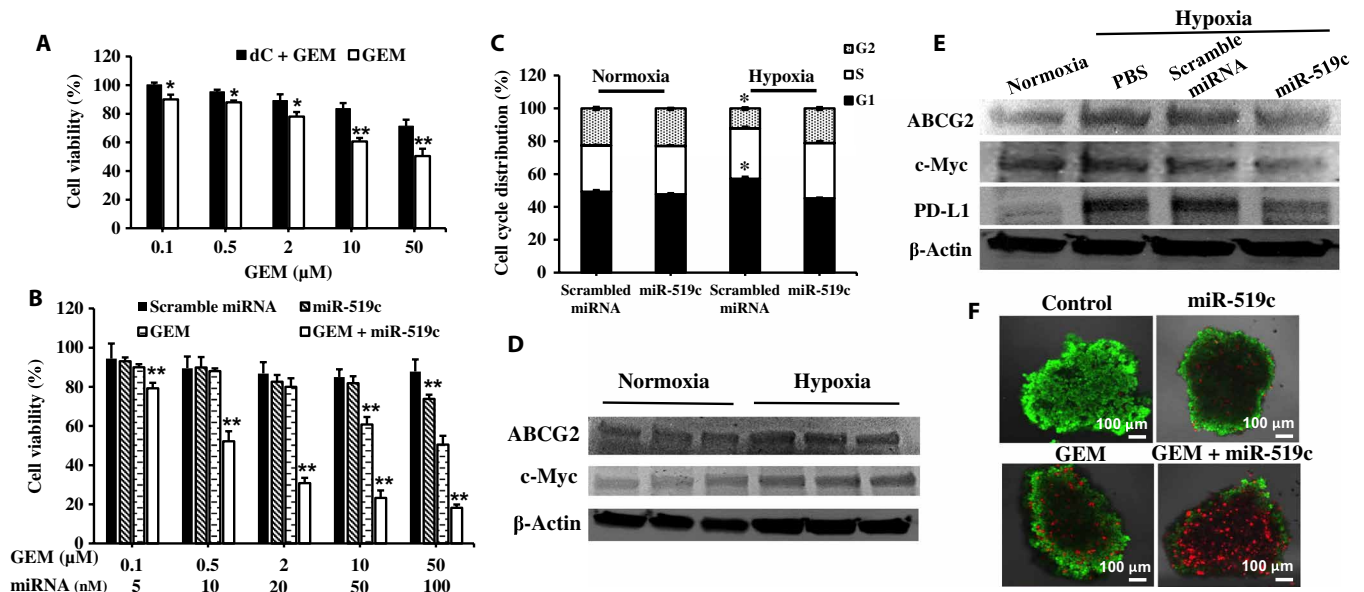 A
dC + GEM GEM
Cell viability (%)
120
100
80
60
40
20
0
* * * ** **
0.1 0.5 2 10 50
GEM (µM)
B
Scramble miRNA miR-519c
GEM GEM + miR-519c
Cell viability (%)
120
100
80
60
40
20
0
** ** ** ** ** ** **
GEM (µM) 0.1 0.5 2 10 50
miRNA (nM) 5 10 20 50 100
C
G2
S
G1
Normoxia Hypoxia
Cell cycle distribution (%)
120
100
80
60
40
20
0
*
*
Scrambled miR-519c Scrambled miR-519c
miRNA miRNA
D
Normoxia Hypoxia
ABCG2
c-Myc
β-Actin
E
Hypoxia
Normoxia PBS Scramble miRNA miR-519c
ABCG2
c-Myc
PD-L1
β-Actin
F
Control miR-519c
100 µm 100 µm
GEM GEM + miR-519c
100 µm 100 µm